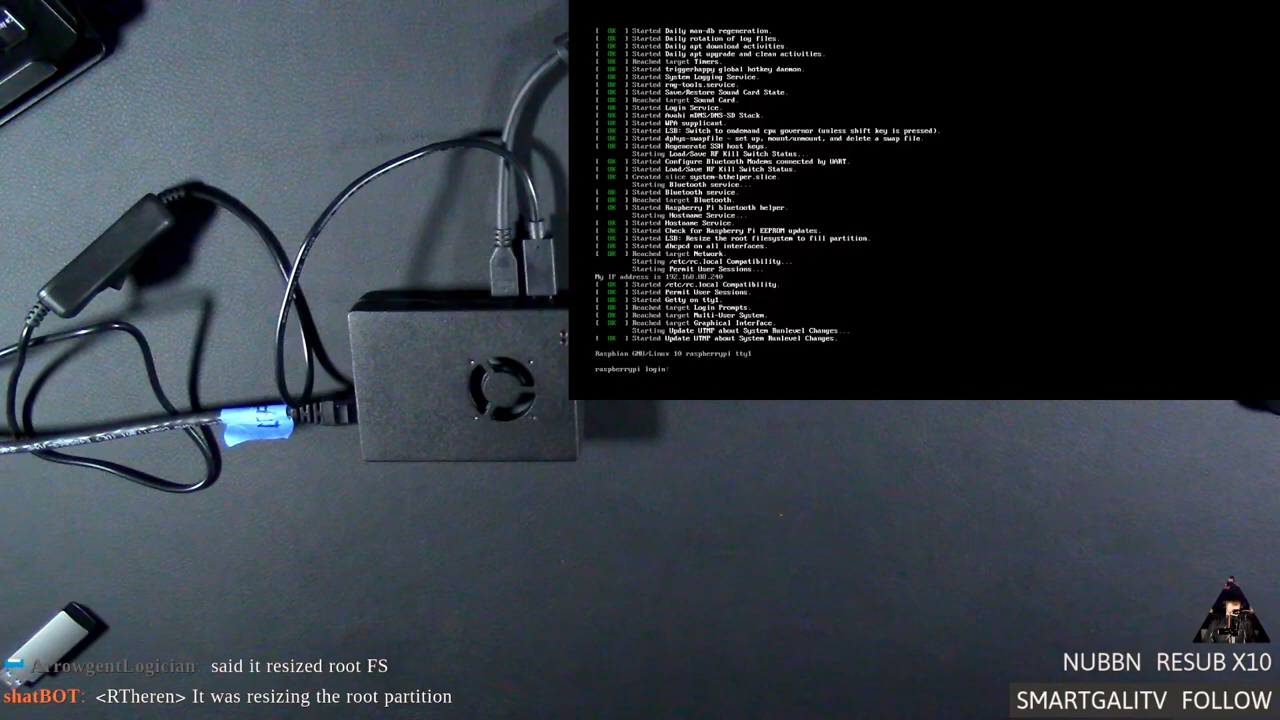 [  OK  ] Started Daily man-db regeneration.
[  OK  ] Started Daily rotation of log files.
[  OK  ] Started Daily apt download activities.
[  OK  ] Started Daily apt upgrade and clean activities.
[  OK  ] Reached target Timers.
[  OK  ] Started triggerhappy global hotkey daemon.
[  OK  ] Started System Logging Service.
[  OK  ] Started rng-tools.service.
[  OK  ] Started Save/Restore Sound Card State.
[  OK  ] Reached target Sound Card.
[  OK  ] Started Login Service.
[  OK  ] Started Avahi mDNS/DNS-SD Stack.
[  OK  ] Started WPA supplicant.
[  OK  ] Started LSB: Switch to ondemand cpu governor (unless shift key is pressed).
[  OK  ] Started dphys-swapfile - set up, mount/unmount, and delete a swap file.
[  OK  ] Started Regenerate SSH host keys.
Starting Load/Save RF Kill Switch Status...
[  OK  ] Started Configure Bluetooth Modems connected by UART.
[  OK  ] Started Load/Save RF Kill Switch Status.
[  OK  ] Created slice system-bthelper.slice.
Starting Bluetooth service...
[  OK  ] Started Bluetooth service.
[  OK  ] Reached target Bluetooth.
[  OK  ] Started Raspberry Pi bluetooth helper.
Starting Hostname Service...
[  OK  ] Started Hostname Service.
[  OK  ] Started Check for Raspberry Pi EEPROM updates.
[  OK  ] Started LSB: Resize the root filesystem to fill partition.
[  OK  ] Started dhcpcd on all interfaces.
[  OK  ] Reached target Network.
Starting /etc/rc.local Compatibility...
Starting Permit User Sessions...
My IP address is 192.168.88.240
[  OK  ] Started /etc/rc.local Compatibility.
[  OK  ] Started Permit User Sessions.
[  OK  ] Started Getty on tty1.
[  OK  ] Reached target Login Prompts.
[  OK  ] Reached target Multi-User System.
[  OK  ] Reached target Graphical Interface.
Starting Update UTMP about System Runlevel Changes...
[  OK  ] Started Update UTMP about System Runlevel Changes.
Raspbian GNU/Linux 10 raspberrypi tty1
raspberrypi login:
ArrowgentLogician: said it resized root FS
shatBOT: <RTheren> It was resizing the root partition
NUBBN RESUB X10
SMARTGALITV FOLLOW